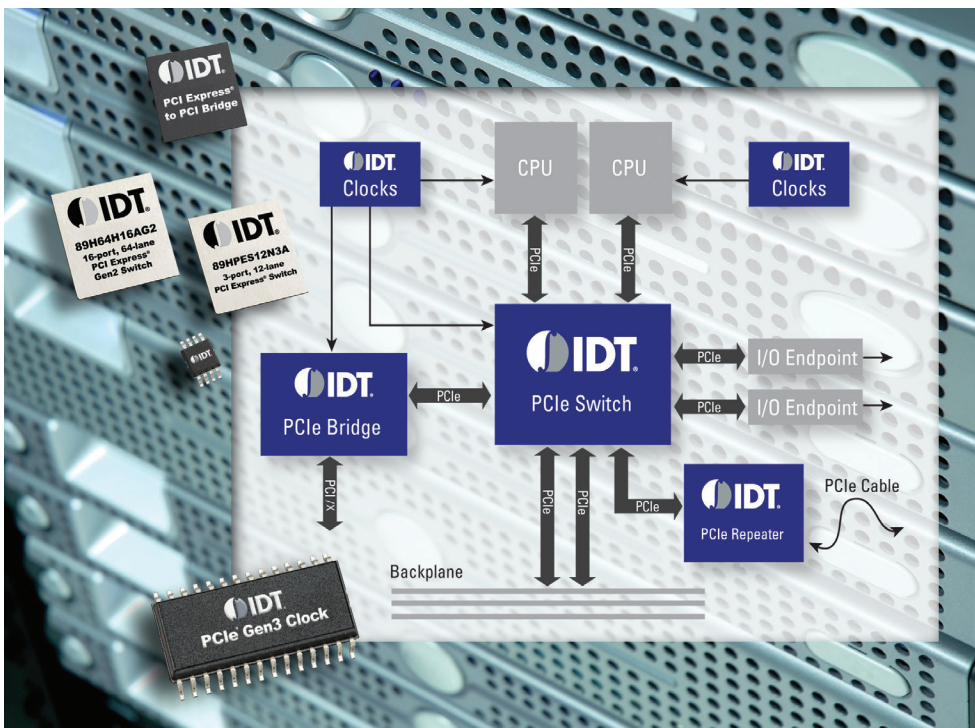 IDT®
PCI Express®
to PCI Bridge
IDT®
89H64H16AG2
16-port, 64-lane
PCI Express®
Gen2 Switch
IDT®
89HPES12N3A
3-port, 12-lane
PCI Express® Switch
IDT
IDT®
Clocks
CPU
CPU
IDT®
Clocks
PCIe
PCIe
IDT®
PCIe Bridge
PCIe
IDT®
PCIe Switch
PCIe
I/O Endpoint
PCIe
I/O Endpoint
PCI/X
PCIe
PCIe
PCIe
IDT®
PCIe Repeater
PCIe Cable
Backplane
IDT®
PCIe® Gen3 Clock